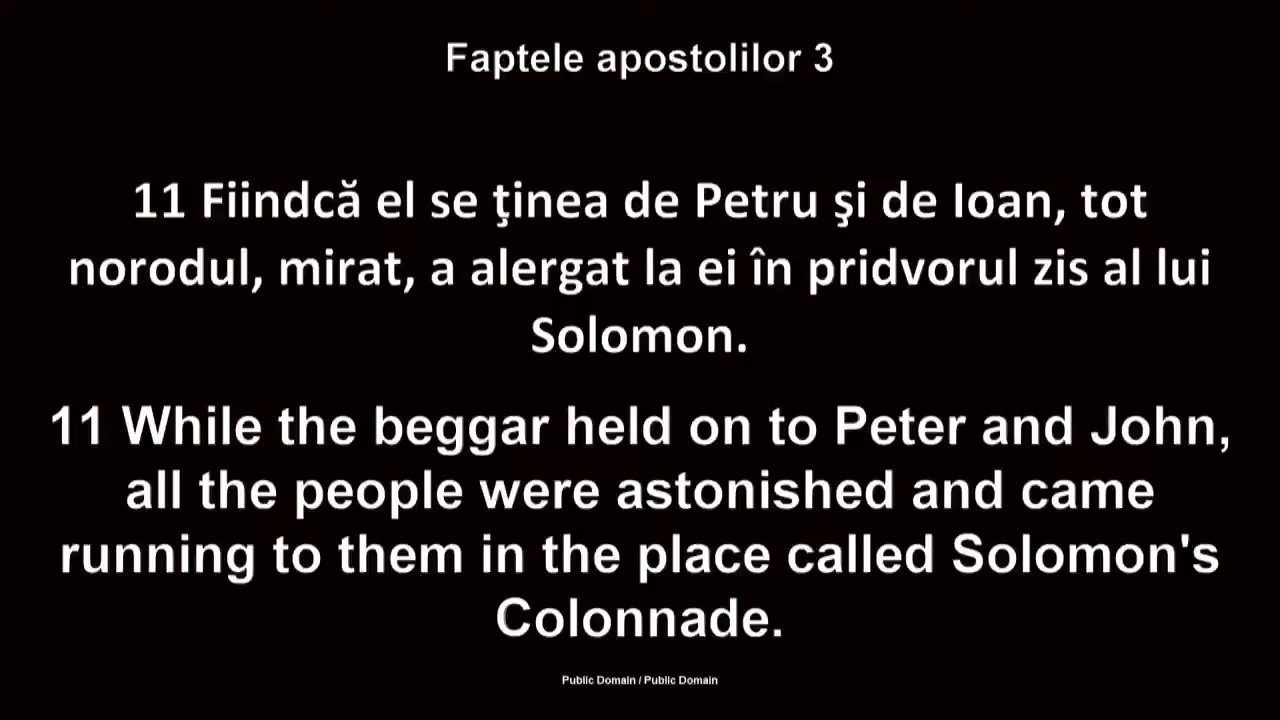 Faptele apostolilor 3
11 Fiindcă el se ţinea de Petru şi de Ioan, tot
norodul, mirat, a alergat la ei în pridvorul zis al lui
Solomon.
11 While the beggar held on to Peter and John,
all the people were astonished and came
running to them in the place called Solomon's
Colonnade.
Public Domain / Public Domain